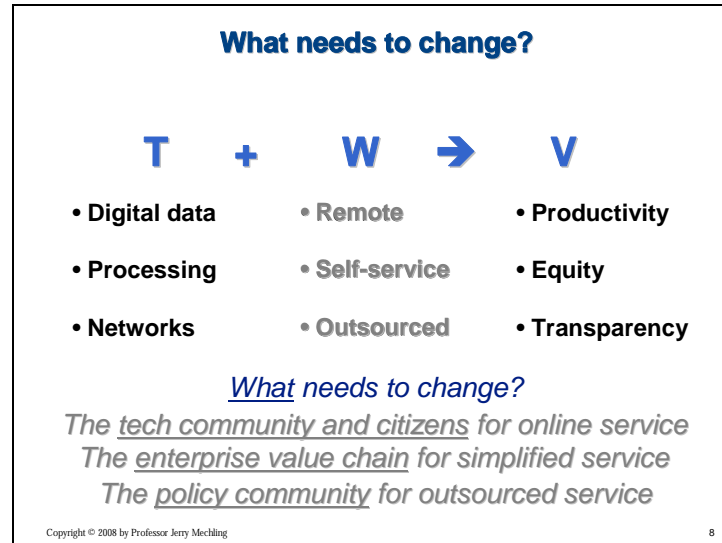 What needs to change?
T + W ➔ V
• Digital data • Remote • Productivity
• Processing • Self-service • Equity
• Networks • Outsourced • Transparency
What needs to change?
The tech community and citizens for online service
The enterprise value chain for simplified service
The policy community for outsourced service
Copyright © 2008 by Professor Jerry Mechling 8